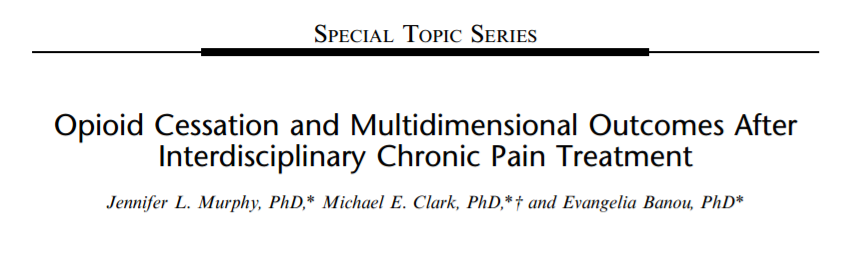 SPECIAL TOPIC SERIES
Opioid Cessation and Multidimensional Outcomes After
Interdisciplinary Chronic Pain Treatment
Jennifer L. Murphy, PhD,* Michael E. Clark, PhD,*† and Evangelia Banou, PhD*